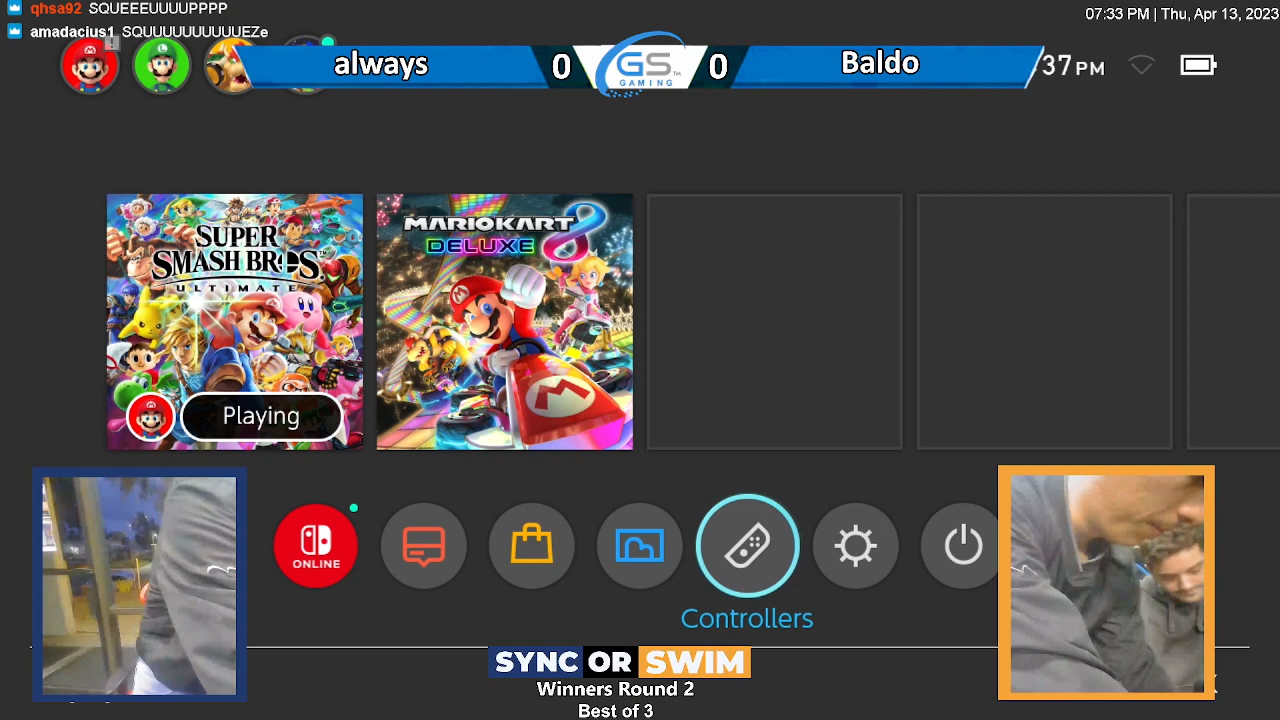 qhsa92 SQUEEEUUUUPPPP
07:33 PM | Thu, Apr 13, 2023
amadacius1 SQUUUUUUUUUUEZe
always 0 GS™ GAMING 0 Baldo
37 PM
SUPER
SMASH BROS.
ULTIMATE
MARIOKART 8
DELUXE
Playing
ONLINE
Controllers
SYNC OR SWIM
Winners Round 2
Best of 3